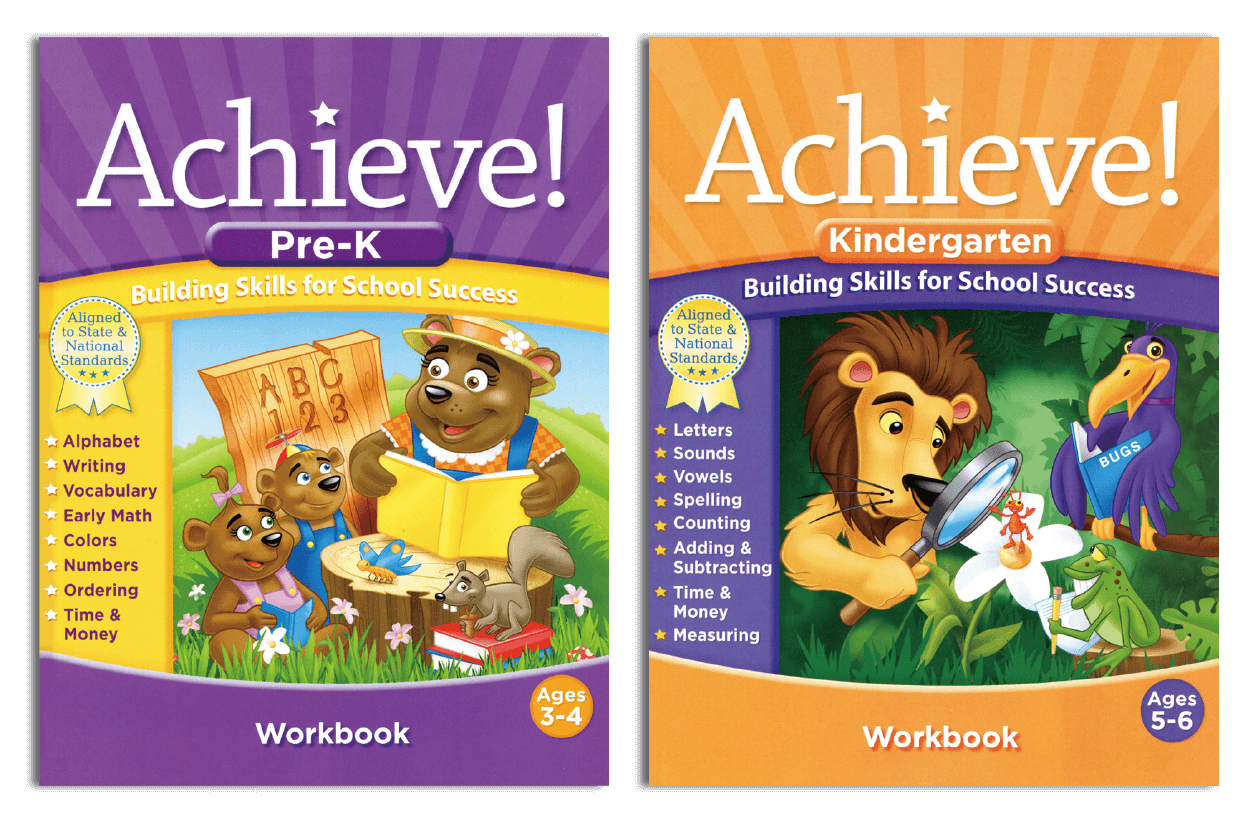 Achieve!
Pre-K
Building Skills for School Success
Aligned
to State &
National
Standards
Alphabet
Writing
Vocabulary
Early Math
Colors
Numbers
Ordering
Time &
Money
A B C
1 2 3
Ages
3-4
Workbook
Achieve!
Kindergarten
Building Skills for School Success
Aligned
to State &
National
Standards
Letters
Sounds
Vowels
Spelling
Counting
Adding &
Subtracting
Time &
Money
Measuring
BUGS
Ages
5-6
Workbook